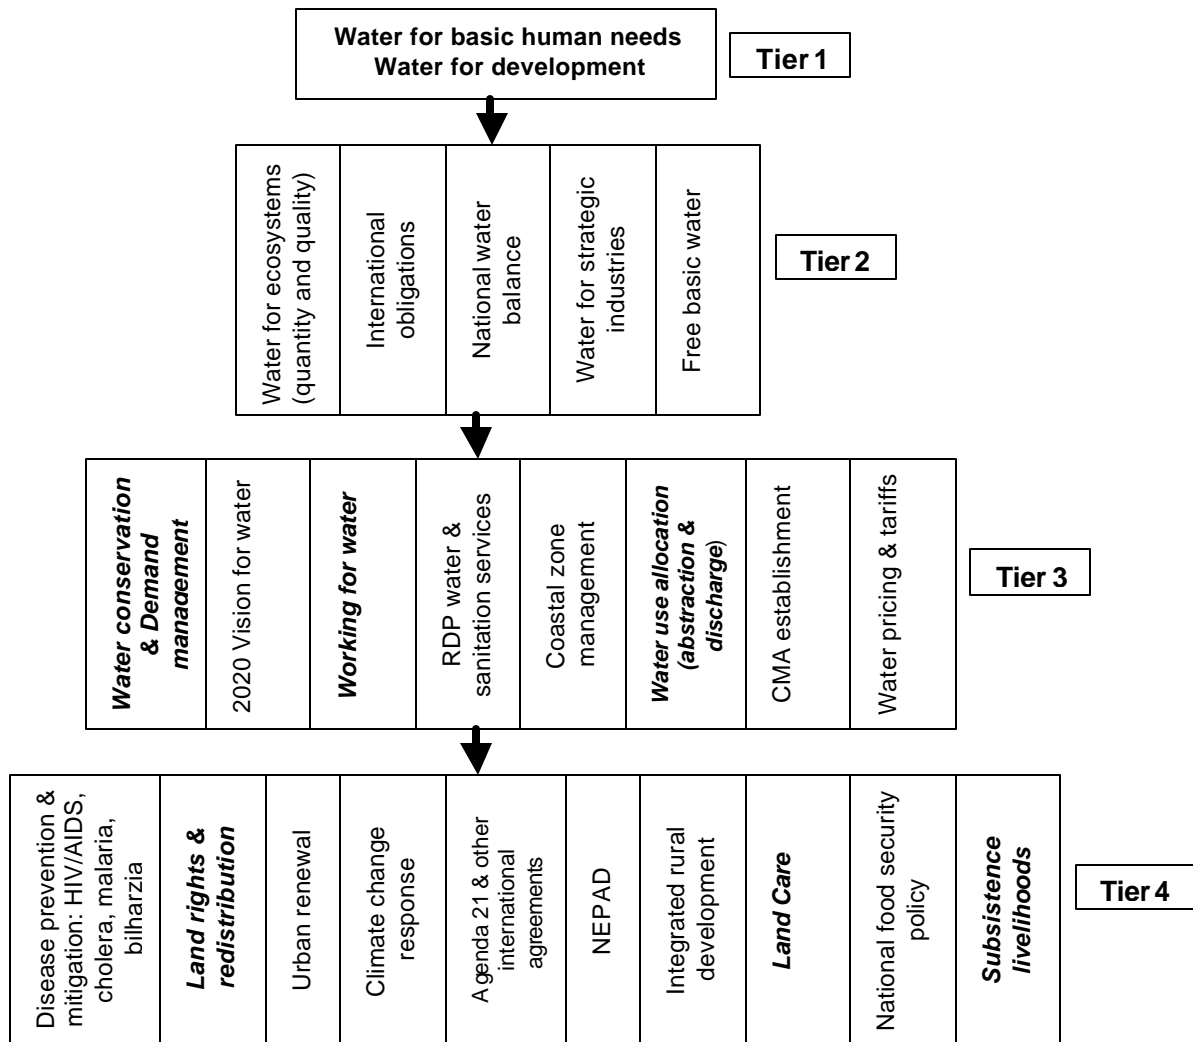 Water for basic human needs
Water for development
Tier 1
Water for ecosystems
(quantity and quality)
International
obligations
National water
balance
Water for strategic
industries
Free basic water
Tier 2
Water conservation
& Demand
management
2020 Vision for water
Working for water
RDP water &
sanitation services
Coastal zone
management
Water use allocation
(abstraction &
discharge)
CMA establishment
Water pricing & tariffs
Tier 3
Disease prevention &
mitigation: HIV/AIDS,
cholera, malaria,
bilharzia
Land rights &
redistribution
Urban renewal
Climate change
response
Agenda 21 & other
international
agreements
NEPAD
Integrated rural
development
Land Care
National food security
policy
Subsistence
livelihoods
Tier 4